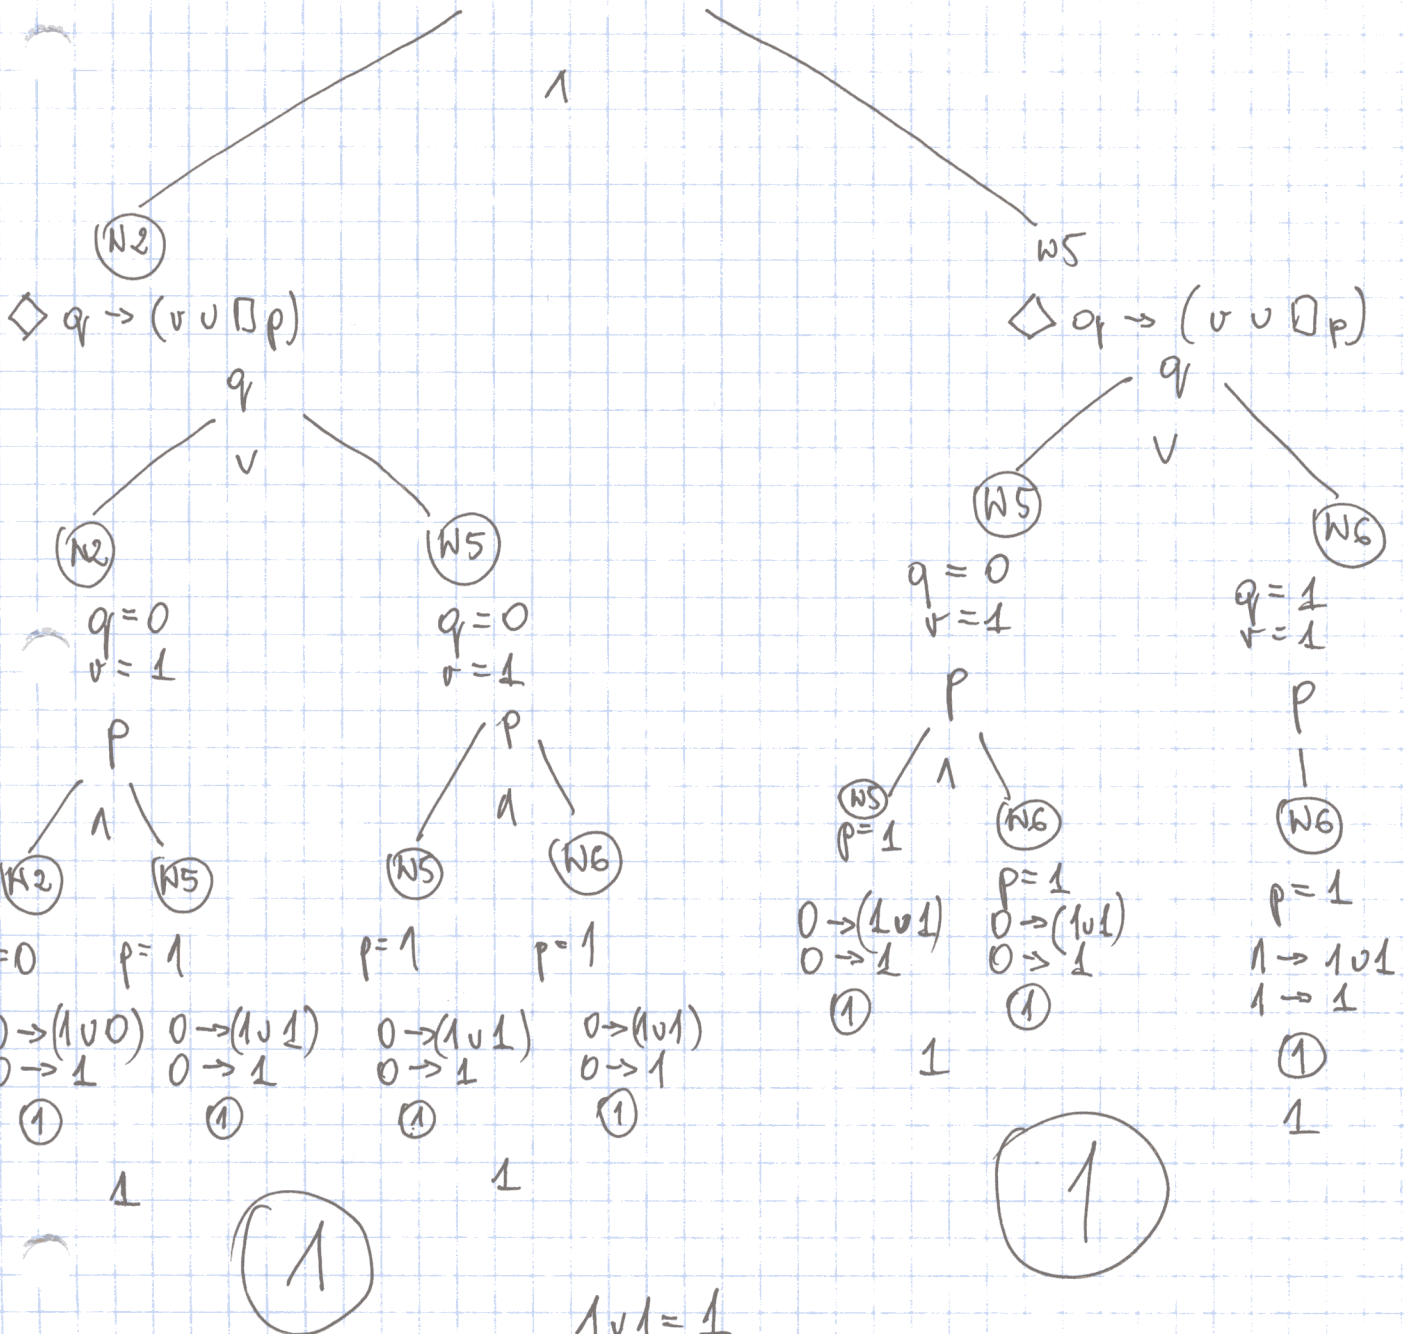 ∧
W2
W5
◇ q → (v ∪ □ p)
◇ q → (v ∪ □ p)
q
q
∨
∨
W2
W5
W5
W6
q = 0
v = 1
q = 0
v = 1
q = 0
v = 1
q = 1
v = 1
p
p
p
p
∧
∧
∧
W2
W5
W5
W6
W5
p = 1
W6
p = 1
W6
p = 1
=0
p = 1
p = 1
p = 1
0 → (1 ∪ 1)
0 → 1
1
0 → (1 ∪ 1)
0 → 1
1
1 → 1 ∪ 1
1 → 1
1
0 → (1 ∪ 0)
0 → 1
1
0 → (1 ∪ 1)
0 → 1
1
0 → (1 ∪ 1)
0 → 1
1
0 → (1 ∪ 1)
0 → 1
1
1
1
1
1
1
1
1 ∨ 1 = 1